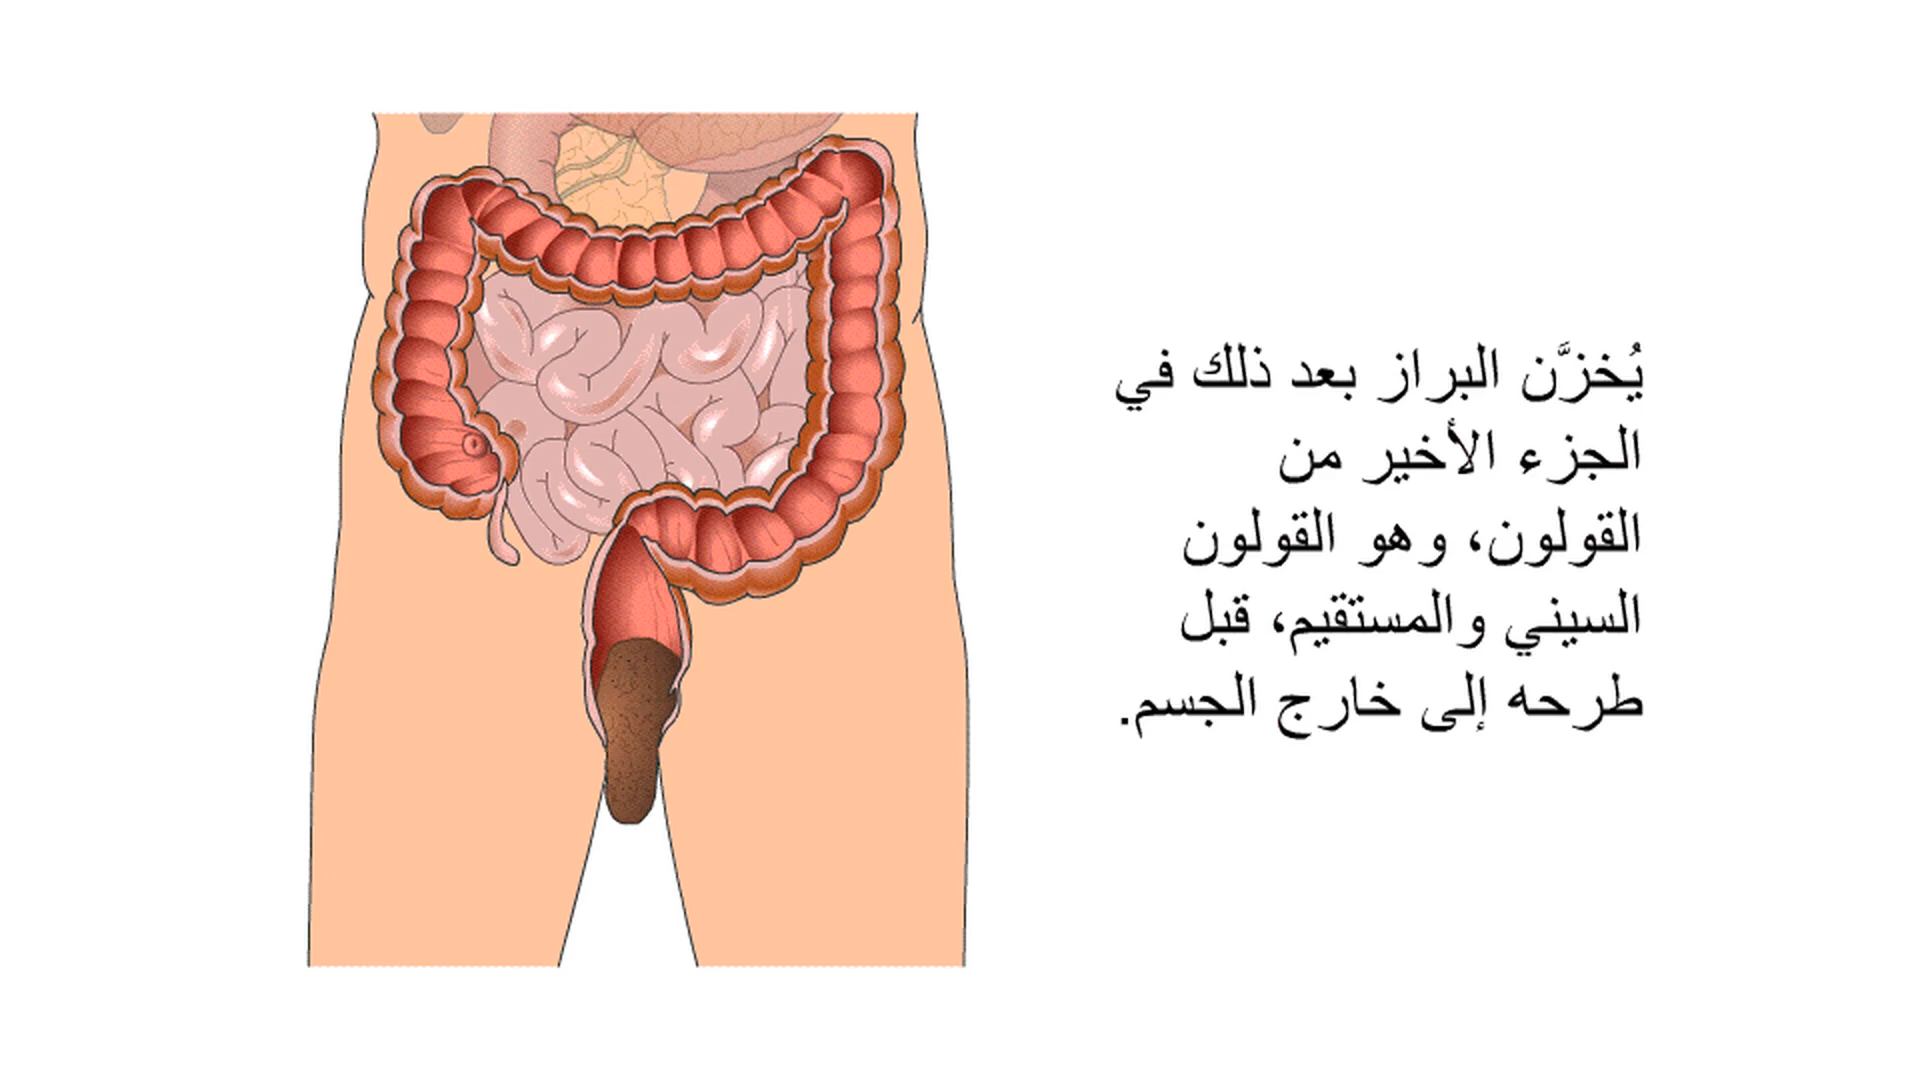 يُخزَّن البراز بعد ذلك في
الجزء الأخير من
القولون، وهو القولون
السيني والمستقيم، قبل
طرحه إلى خارج الجسم.